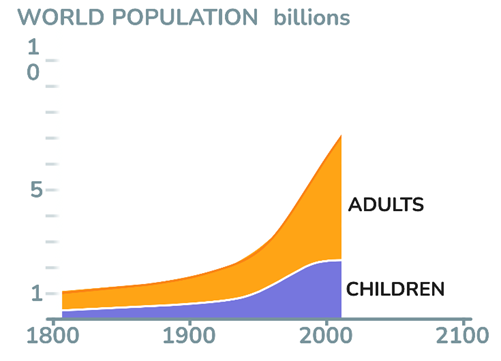 WORLD POPULATION billions
1
0
5
ADULTS
CHILDREN
1
1800 1900 2000 2100